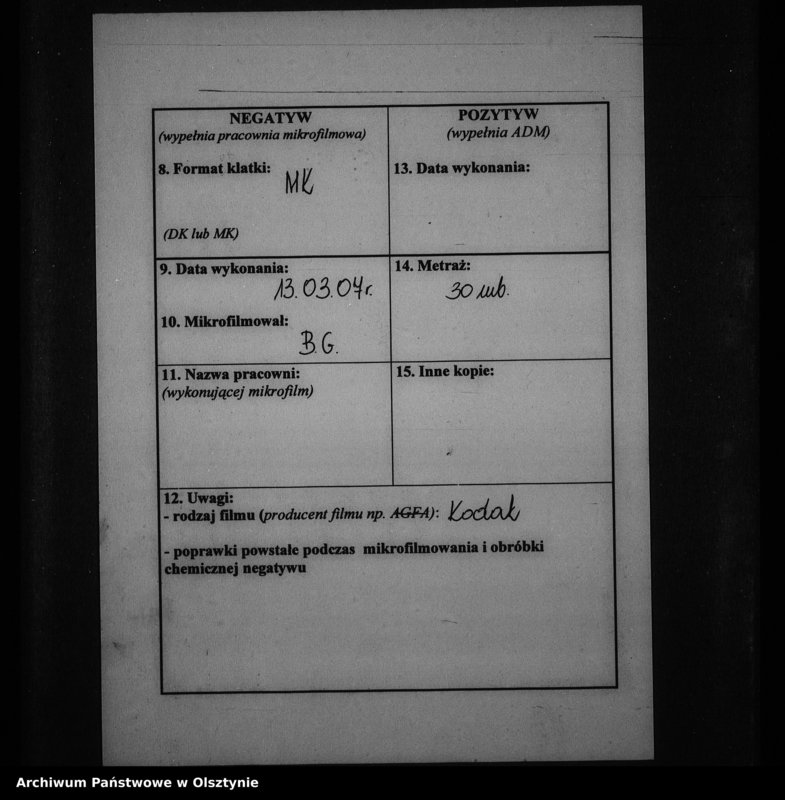 NEGATYW
(wypełnia pracownia mikrofilmowa)
8. Format klatki:
MK
(DK lub MK)
POZYTYW
(wypełnia ADM)
13. Data wykonania:
9. Data wykonania:
13.03.07r.
10. Mikrofilmował:
B.G.
14. Metraż:
30 mb.
11. Nazwa pracowni:
(wykonującej mikrofilm)
15. Inne kopie:
12. Uwagi:
- rodzaj filmu (producent filmu np. AGFA): Kodak
- poprawki powstałe podczas mikrofilmowania i obróbki
chemicznej negatywu
Archiwum Państwowe w Olsztynie